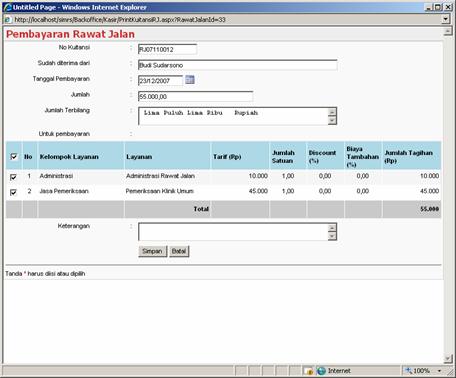 Untitled Page - Windows Internet Explorer
http://localhost/simrs/Backoffice/Kasir/PrintKuitansiRJ.aspx?RawatJalanId=33
Pembayaran Rawat Jalan
No Kuitansi : RJ07110012
Sudah diterima dari : Budi Sudarsono
Tanggal Pembayaran : 23/12/2007
Jumlah : 55.000,00
Jumlah Terbilang : Lima Puluh Lima Ribu Rupiah
Untuk pembayaran :
No Kelompok Layanan Layanan Tarif (Rp) Jumlah Satuan Discount (%) Biaya Tambahan (%) Jumlah Tagihan (Rp)
1 Administrasi Administrasi Rawat Jalan 10.000 1,00 0,00 0,00 10.000
2 Jasa Pemeriksaan Pemeriksaan Klinik Umum 45.000 1,00 0,00 0,00 45.000
Total 55.000
Keterangan :
Simpan Batal
Tanda * harus diisi atau dipilih
Internet 100%